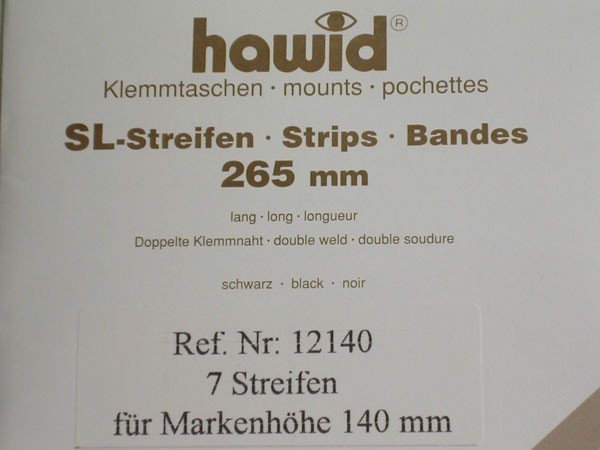 hawid®
Klemmtaschen · mounts · pochettes
SL-Streifen · Strips · Bandes
265 mm
lang · long · longueur
Doppelte Klemmnaht · double weld · double soudure
schwarz · black · noir
Ref. Nr: 12140
7 Streifen
für Markenhöhe 140 mm